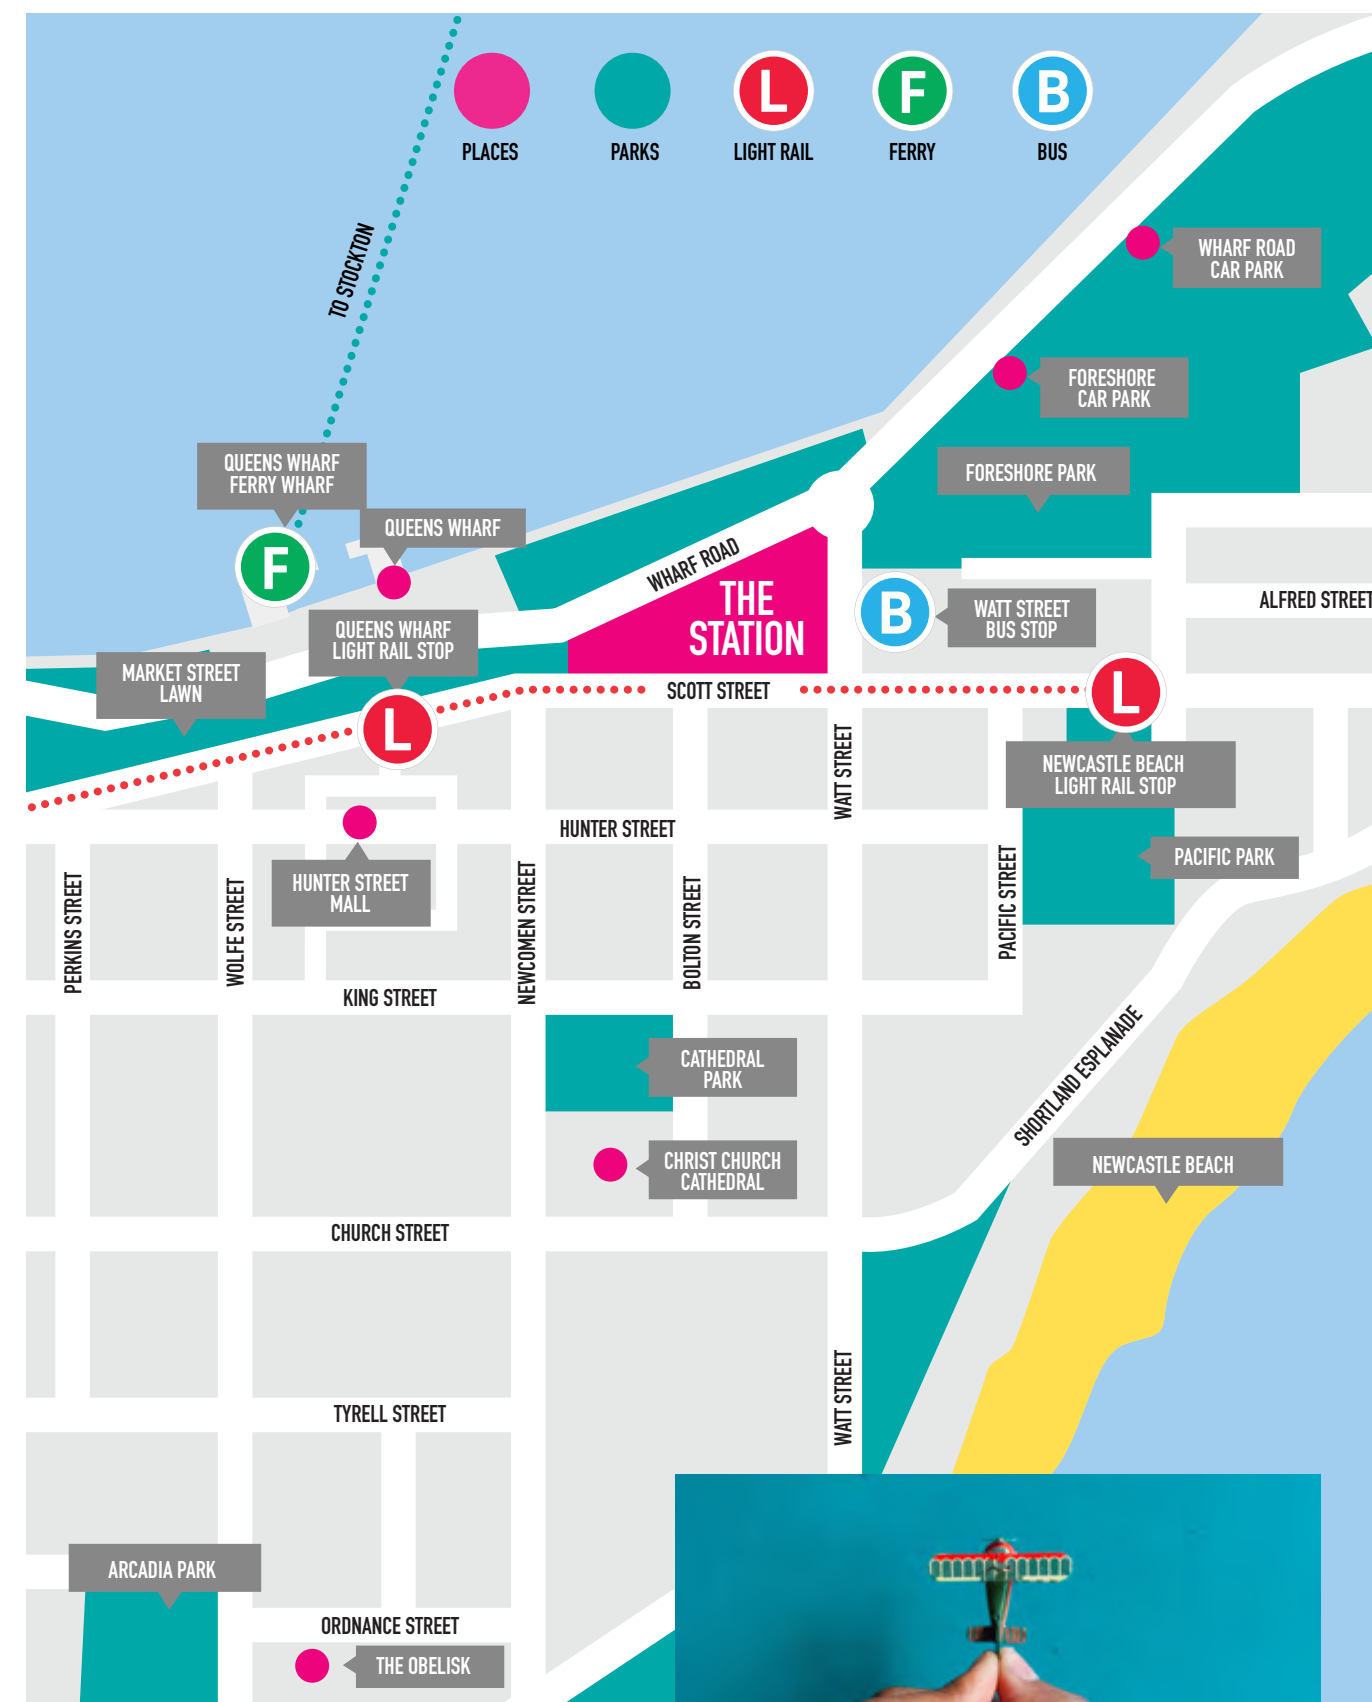 L
F
B
PLACES
PARKS
LIGHT RAIL
FERRY
BUS
TO STOCKTON
WHARF ROAD
CAR PARK
FORESHORE
CAR PARK
QUEENS WHARF
FERRY WHARF
FORESHORE PARK
QUEENS WHARF
F
WHARF ROAD
THE
STATION
B
WATT STREET
BUS STOP
ALFRED STREET
QUEENS WHARF
LIGHT RAIL STOP
MARKET STREET
LAWN
SCOTT STREET
L
L
NEWCASTLE BEACH
LIGHT RAIL STOP
WATT STREET
HUNTER STREET
PACIFIC PARK
HUNTER STREET
MALL
PERKINS STREET
WOLFE STREET
NEWCOMEN STREET
BOLTON STREET
PACIFIC STREET
KING STREET
CATHEDRAL
PARK
SHORTLAND ESPLANADE
CHRIST CHURCH
CATHEDRAL
NEWCASTLE BEACH
CHURCH STREET
WATT STREET
TYRELL STREET
ARCADIA PARK
ORDNANCE STREET
THE OBELISK